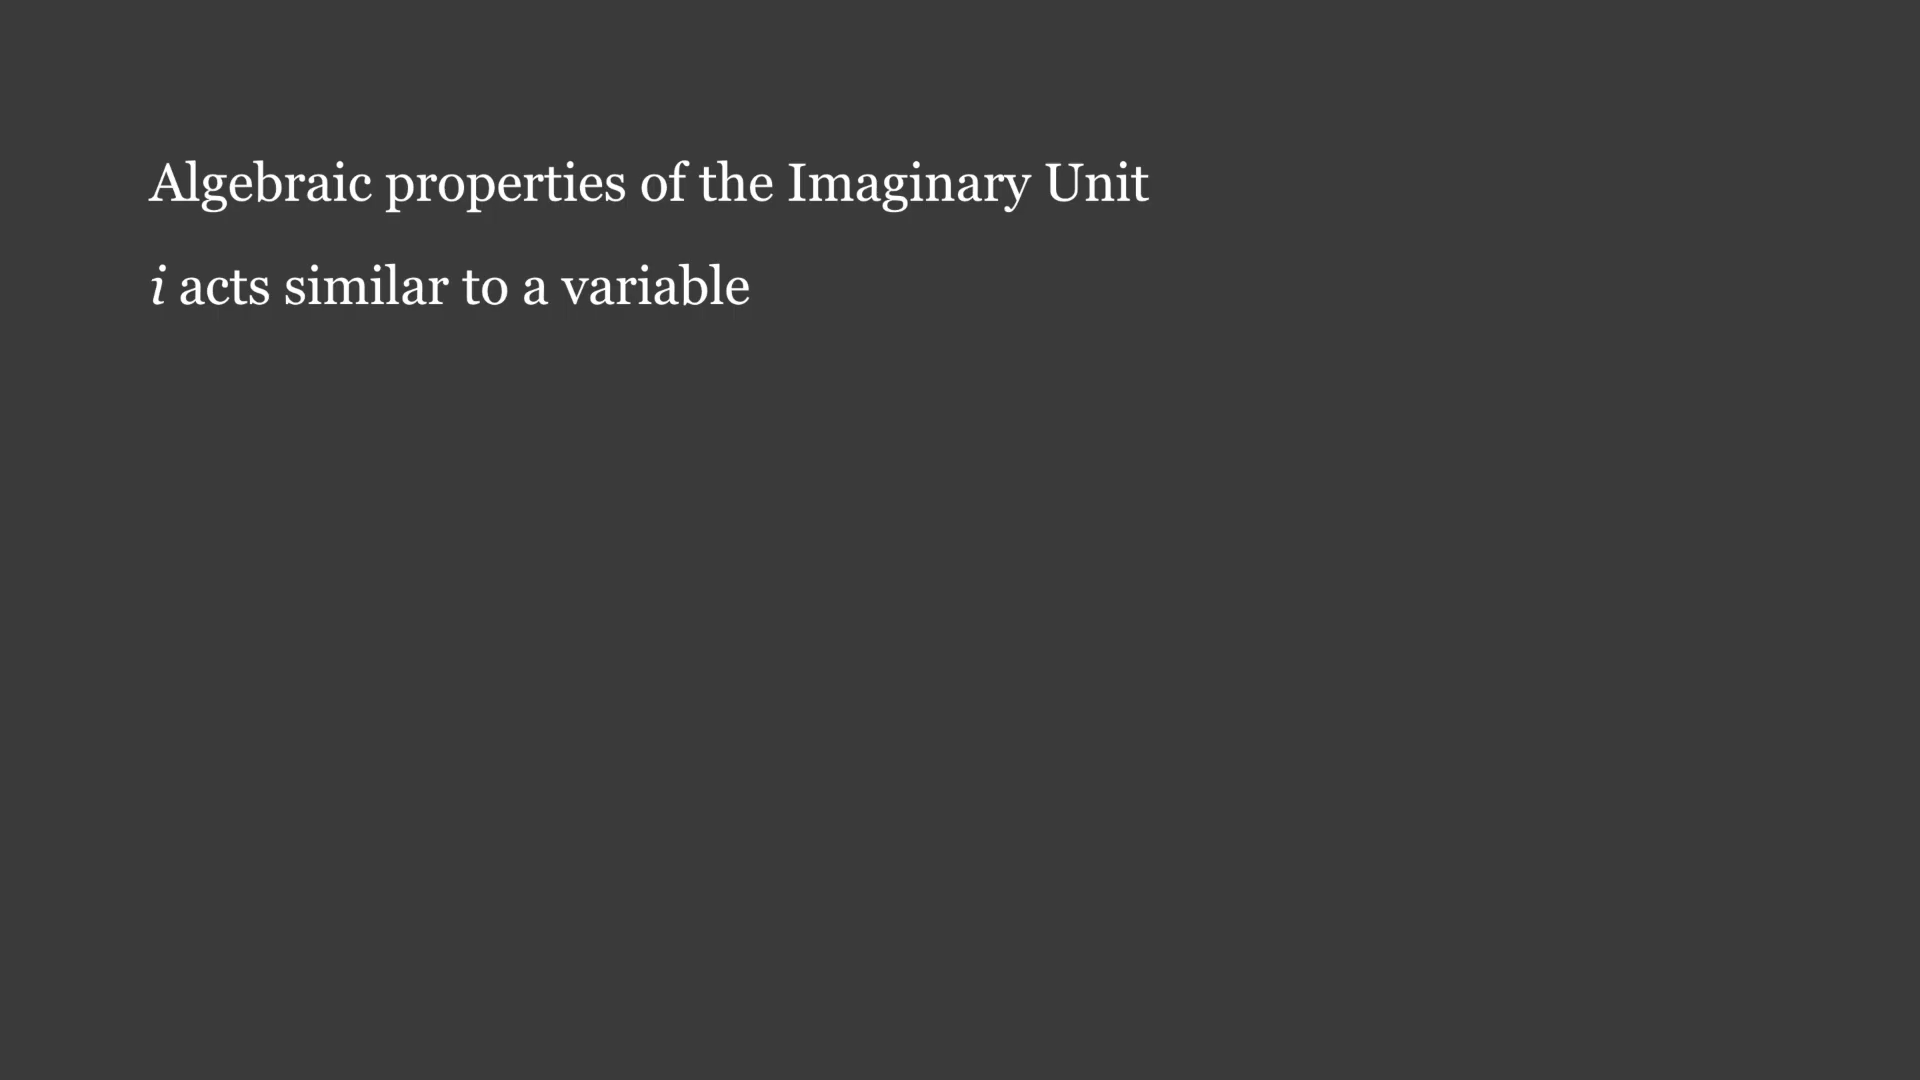 Algebraic properties of the Imaginary Unit
i acts similar to a variable